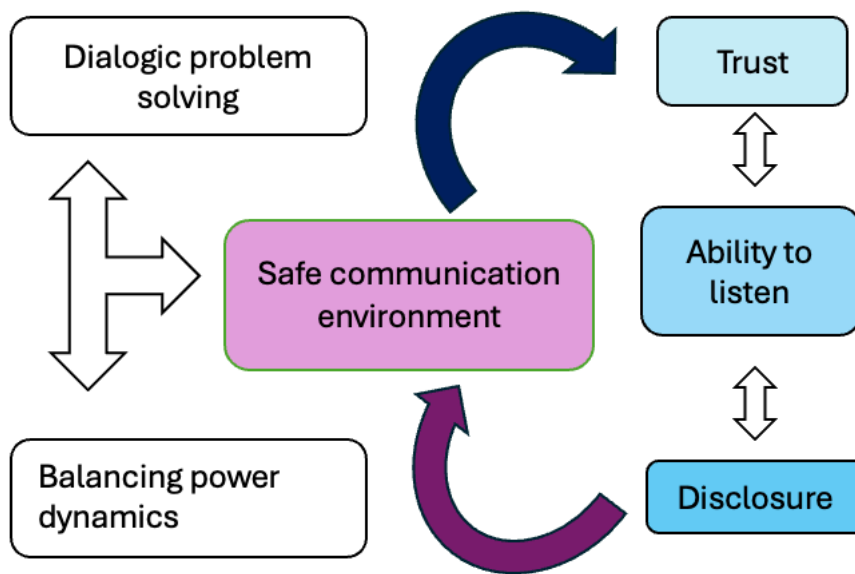 Dialogic problem
solving
Trust
Safe communication
environment
Ability to
listen
Balancing power
dynamics
Disclosure